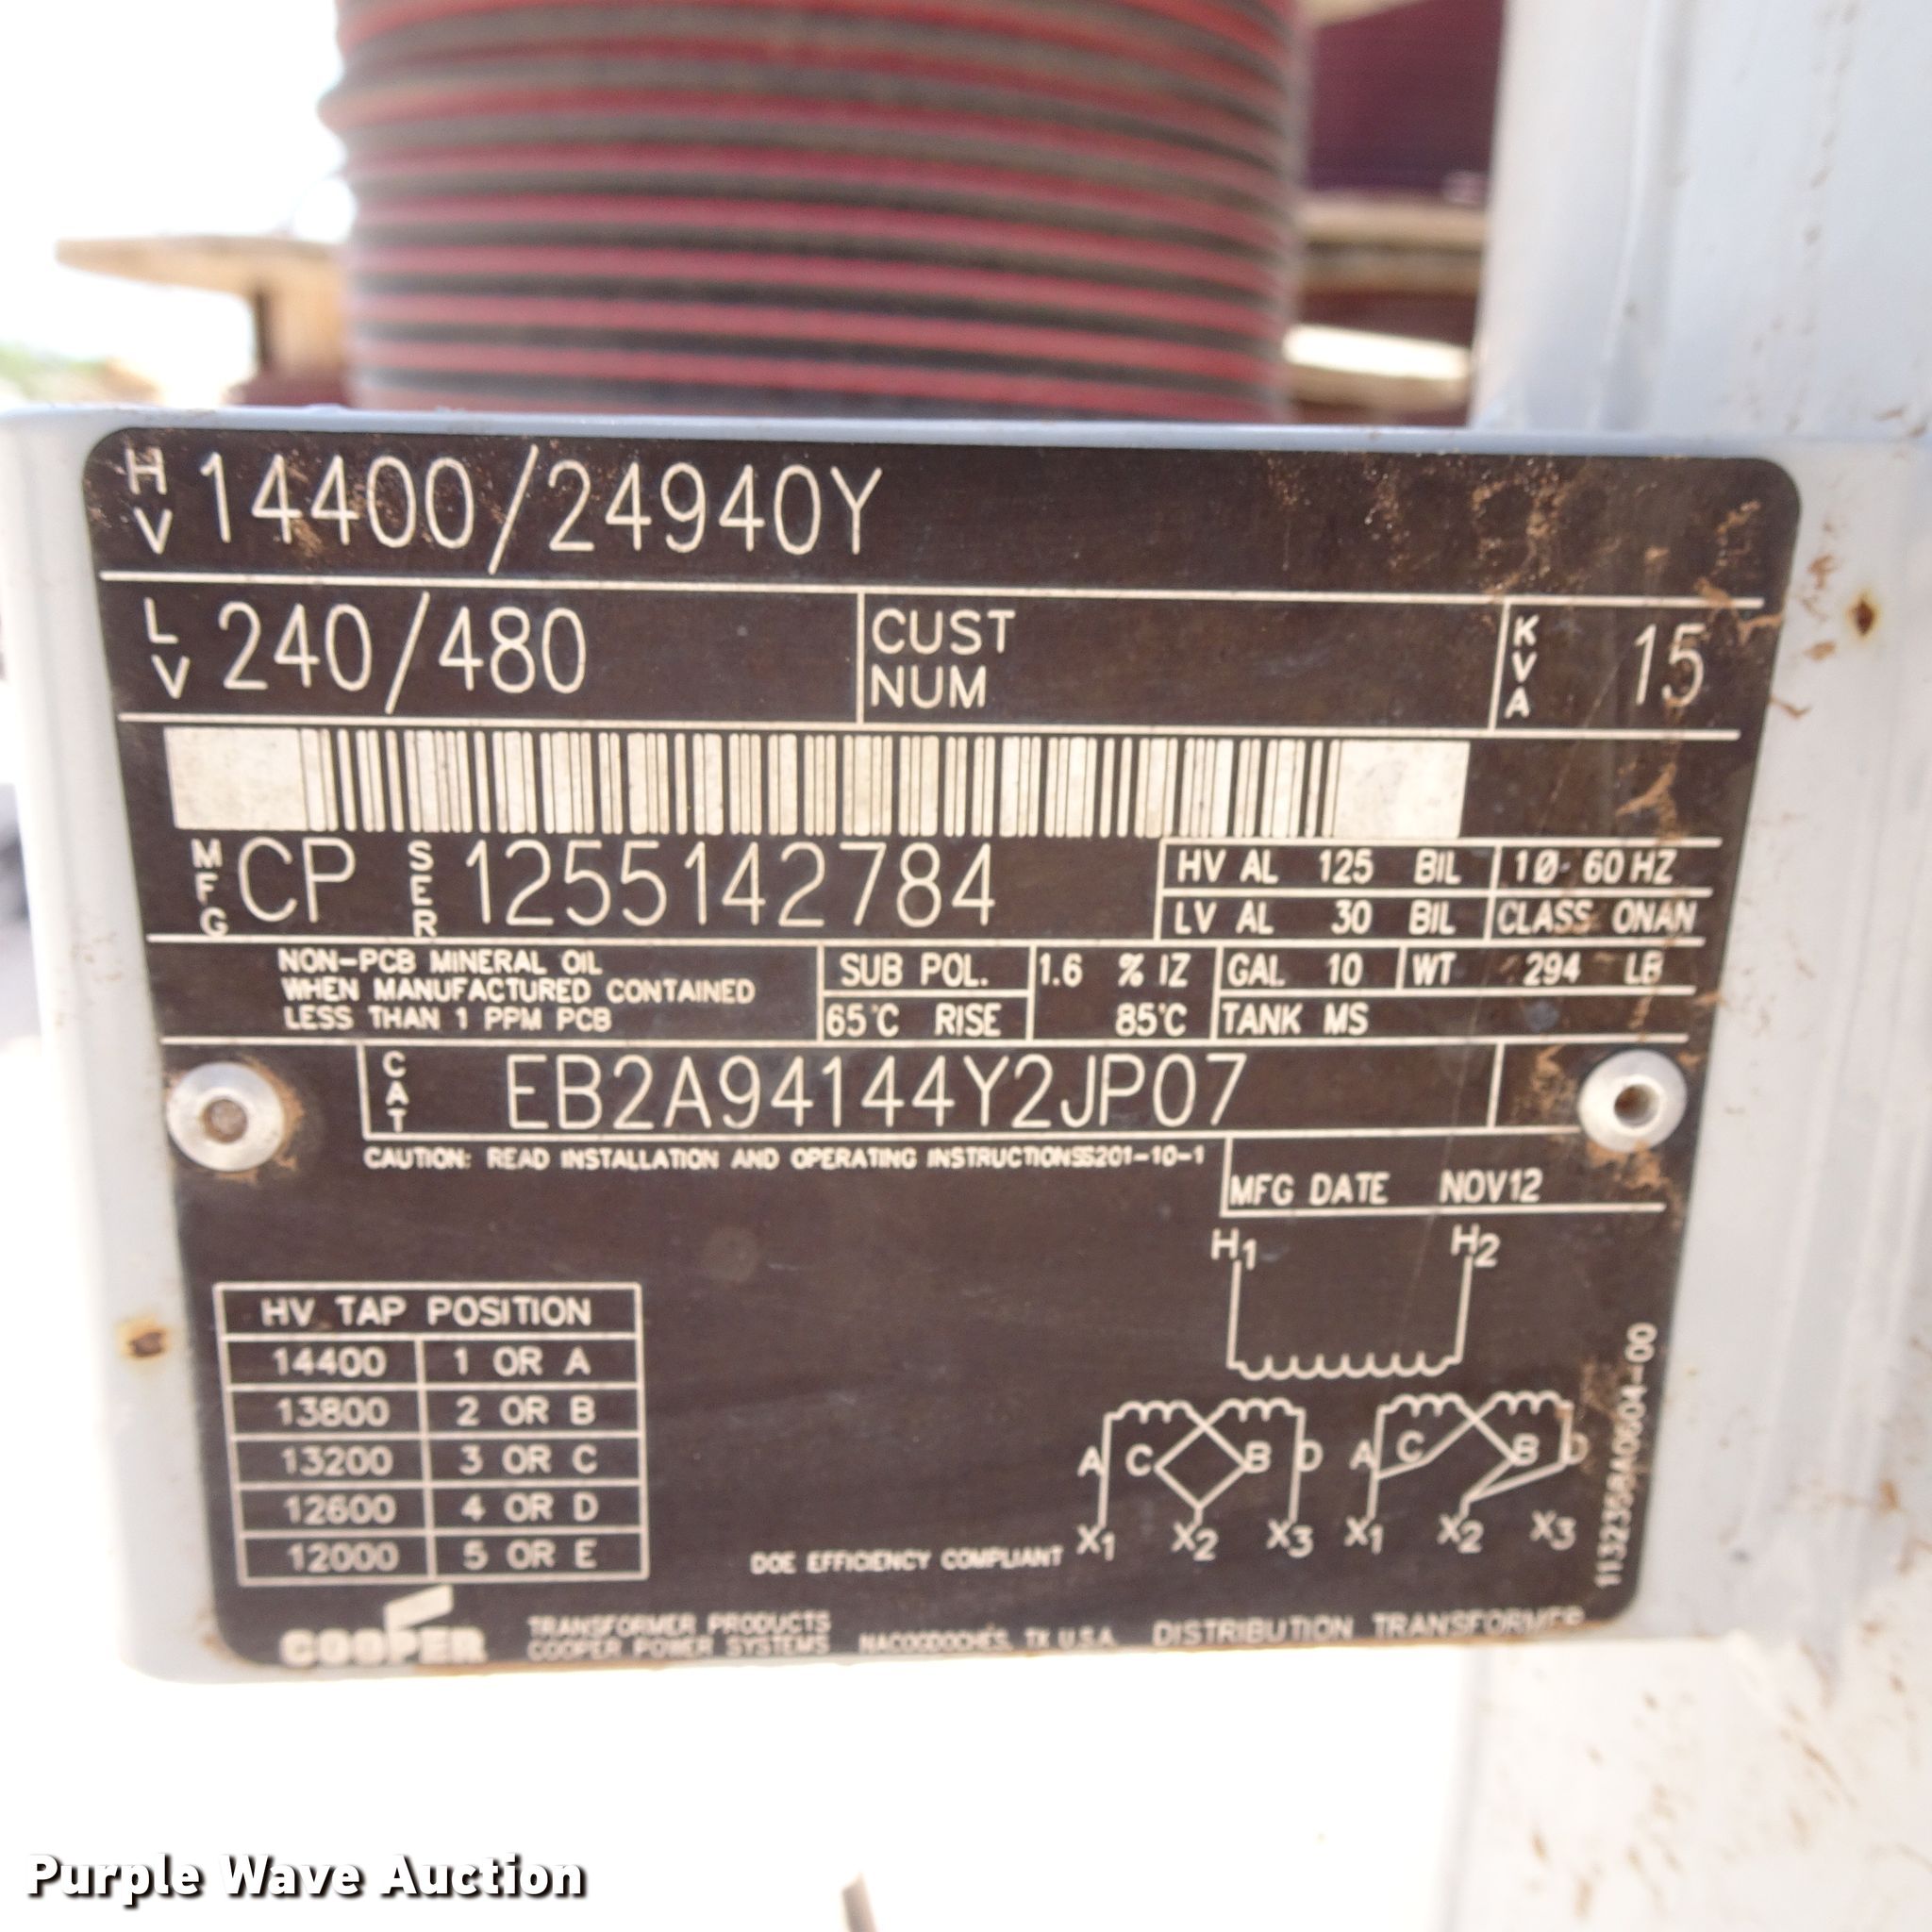 HV 14400/24940Y
LV 240/480 CUST NUM KVA 15
MFG CP SER 1255142784 HV AL 125 BIL 1Ø 60 HZ
LV AL 30 BIL CLASS ONAN
NON-PCB MINERAL OIL SUB POL. 1.6 % IZ GAL 10 WT 294 LB
WHEN MANUFACTURED CONTAINED
LESS THAN 1 PPM PCB 65°C RISE 85°C TANK MS
CAT EB2A94144Y2JP07
CAUTION: READ INSTALLATION AND OPERATING INSTRUCTIONS S201-10-1
MFG DATE NOV12
H1 H2
HV TAP POSITION
14400 1 OR A
13800 2 OR B
13200 3 OR C
12600 4 OR D
12000 5 OR E
A C B D A C B D
X1 X2 X3 X1 X2 X3
DOE EFFICIENCY COMPLIANT
1132358A0604-00
COOPER
TRANSFORMER PRODUCTS
COOPER POWER SYSTEMS NACOGDOCHES, TX U.S.A. DISTRIBUTION TRANSFORMER
Purple Wave Auction